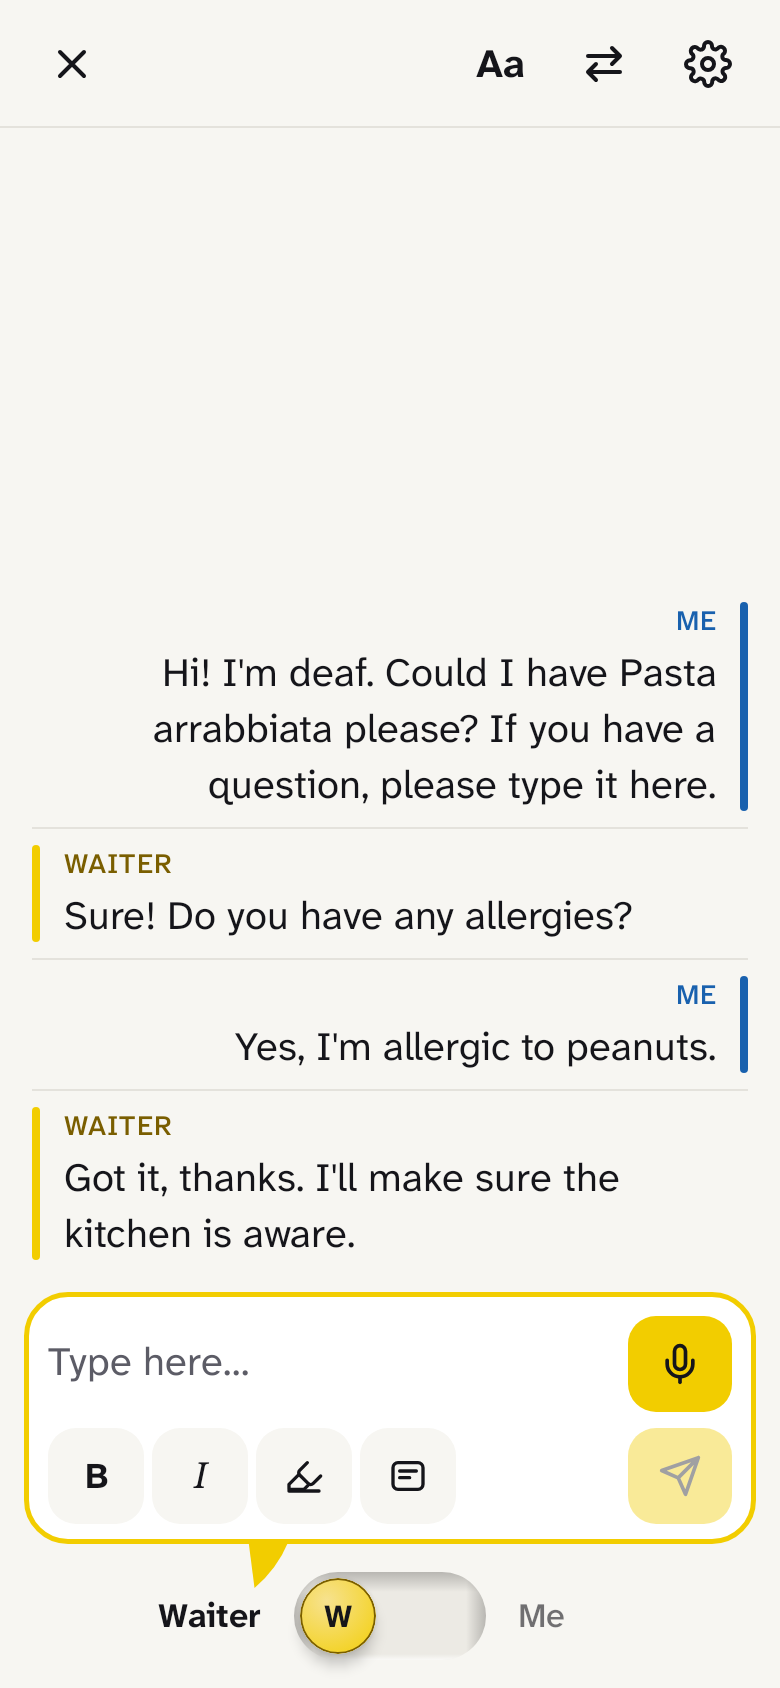 Aa
ME
Hi! I'm deaf. Could I have Pasta
arrabbiata please? If you have a
question, please type it here.
WAITER
Sure! Do you have any allergies?
ME
Yes, I'm allergic to peanuts.
WAITER
Got it, thanks. I'll make sure the
kitchen is aware.
Type here...
B I
Waiter W Me